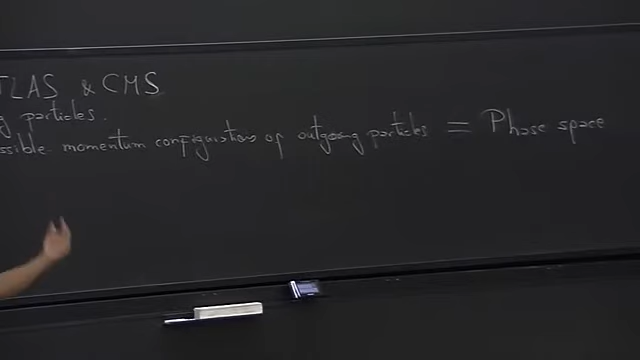 TLAS & CMS
g particles.
ssible momentum configurations of outgoing particles = Phase space